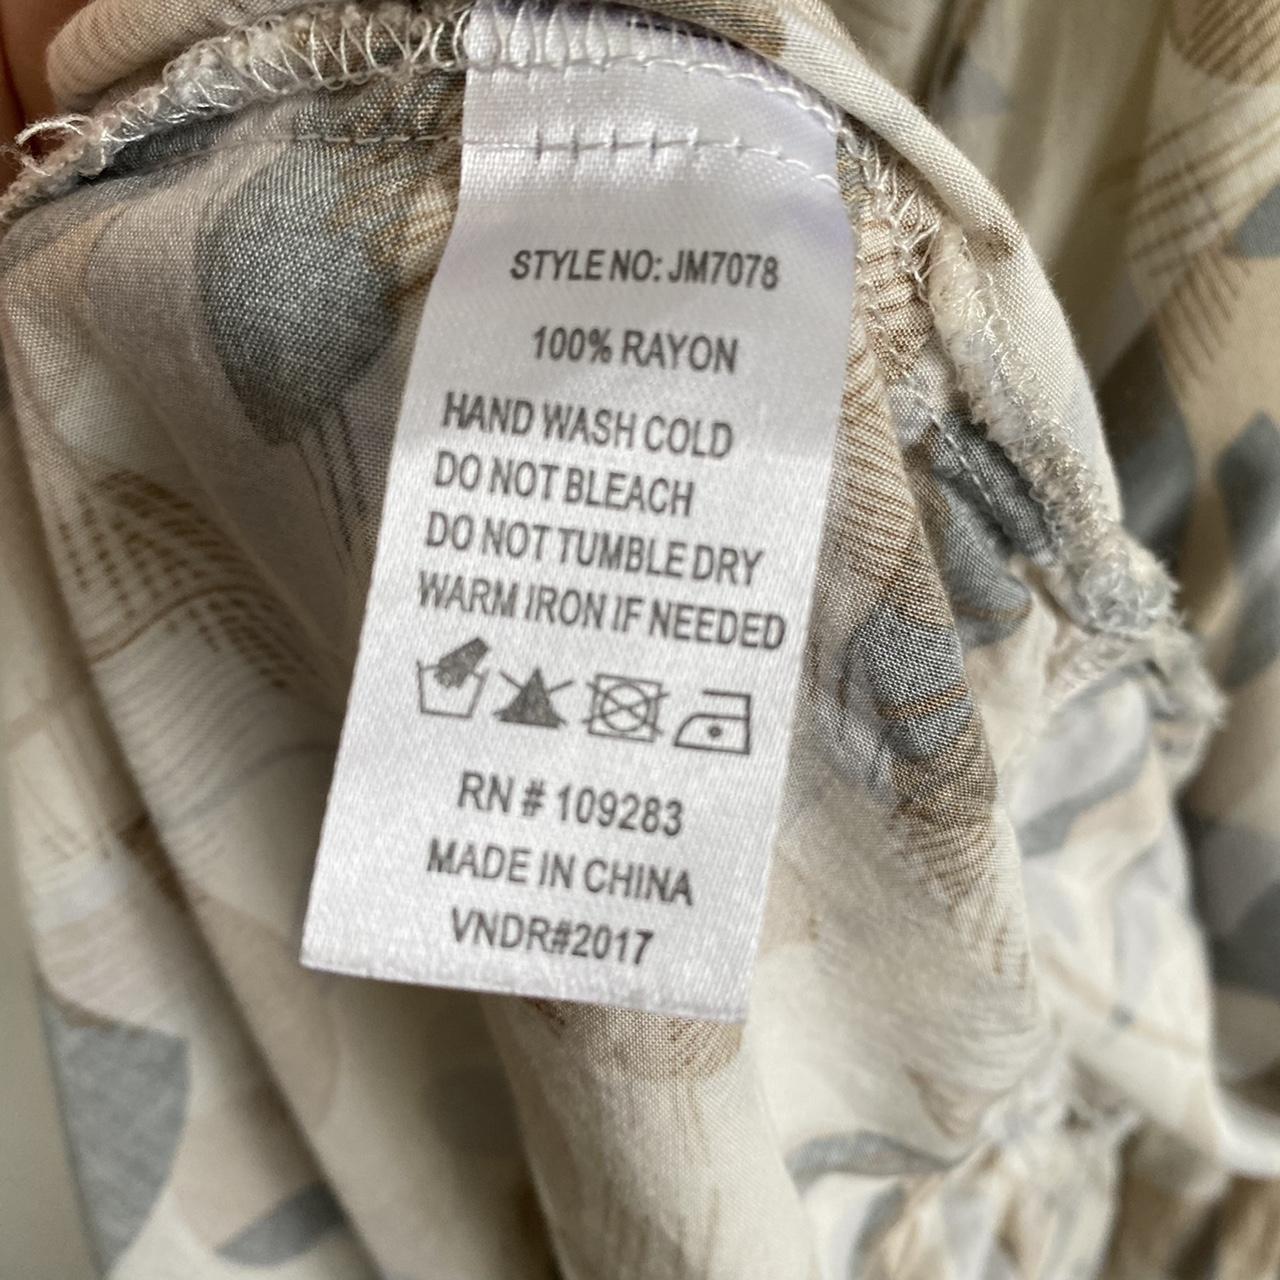 STYLE NO: JM7078
100% RAYON
HAND WASH COLD
DO NOT BLEACH
DO NOT TUMBLE DRY
WARM IRON IF NEEDED
RN # 109283
MADE IN CHINA
VNDR#2017